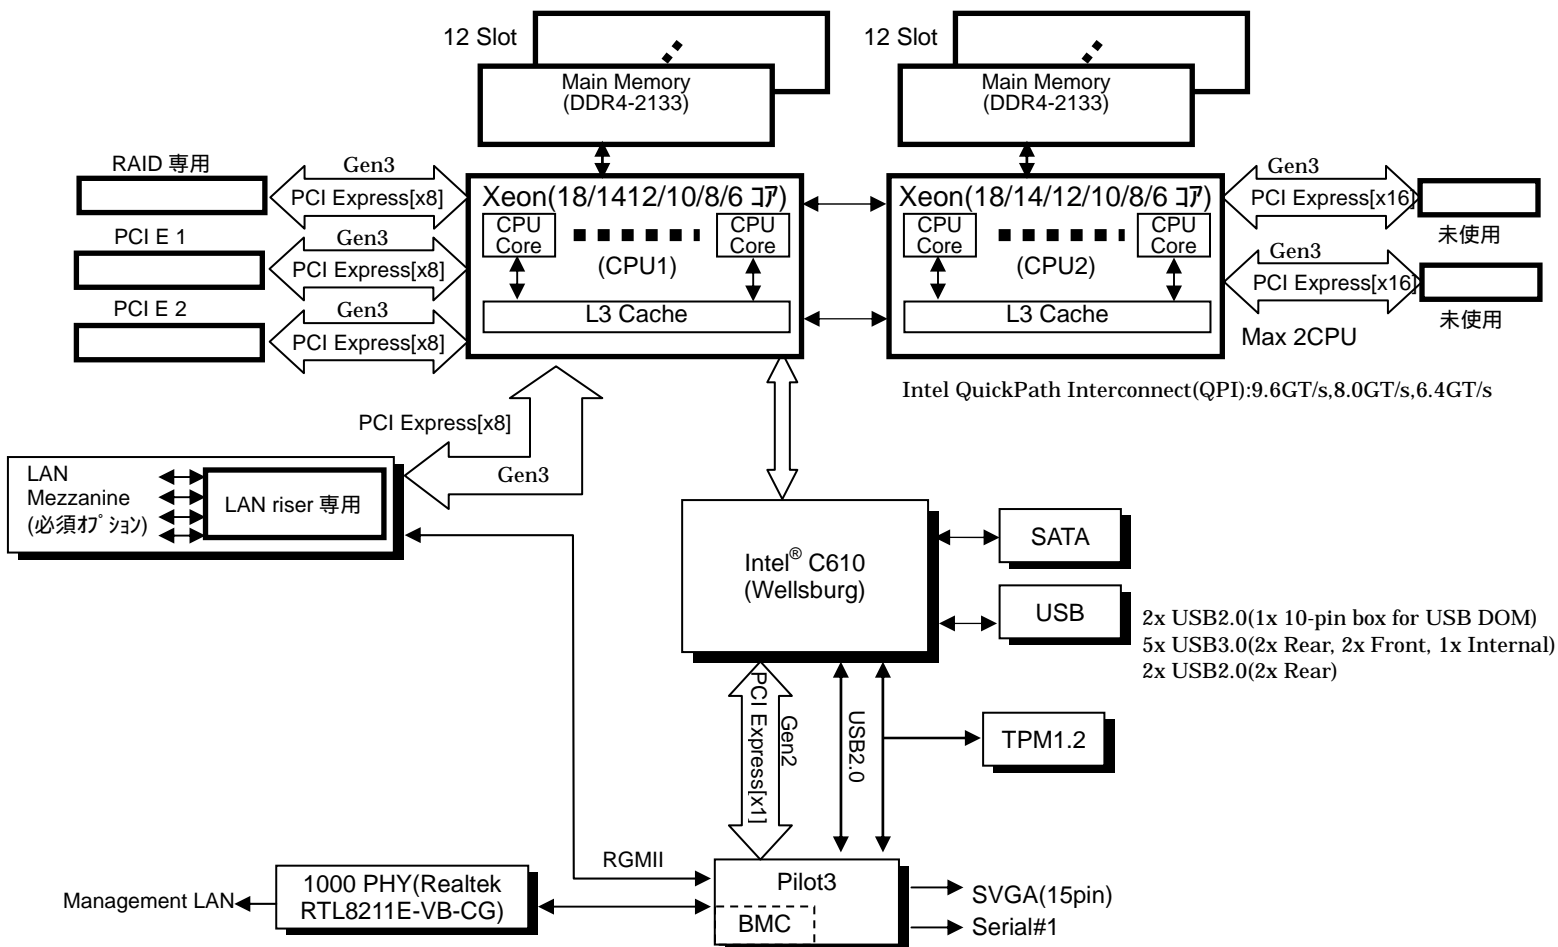 12 Slot
Main Memory
(DDR4-2133)
12 Slot
Main Memory
(DDR4-2133)
RAID 専用
Gen3
PCI Express[x8]
PCI E 1
Gen3
PCI Express[x8]
PCI E 2
Gen3
PCI Express[x8]
Xeon(18/1412/10/8/6 ｺｱ)
CPU
Core
CPU
Core
(CPU1)
L3 Cache
Xeon(18/14/12/10/8/6 ｺｱ)
CPU
Core
CPU
Core
(CPU2)
L3 Cache
Gen3
PCI Express[x16]
未使用
Gen3
PCI Express[x16]
未使用
Max 2CPU
Intel QuickPath Interconnect(QPI):9.6GT/s,8.0GT/s,6.4GT/s
PCI Express[x8]
Gen3
LAN
Mezzanine
(必須ｵﾌﾟｼｮﾝ)
LAN riser 専用
Intel® C610
(Wellsburg)
SATA
USB
2x USB2.0(1x 10-pin box for USB DOM)
5x USB3.0(2x Rear, 2x Front, 1x Internal)
2x USB2.0(2x Rear)
PCI Express[x1]
Gen2
USB2.0
TPM1.2
RGMII
Management LAN
1000 PHY(Realtek
RTL8211E-VB-CG)
Pilot3
BMC
SVGA(15pin)
Serial#1